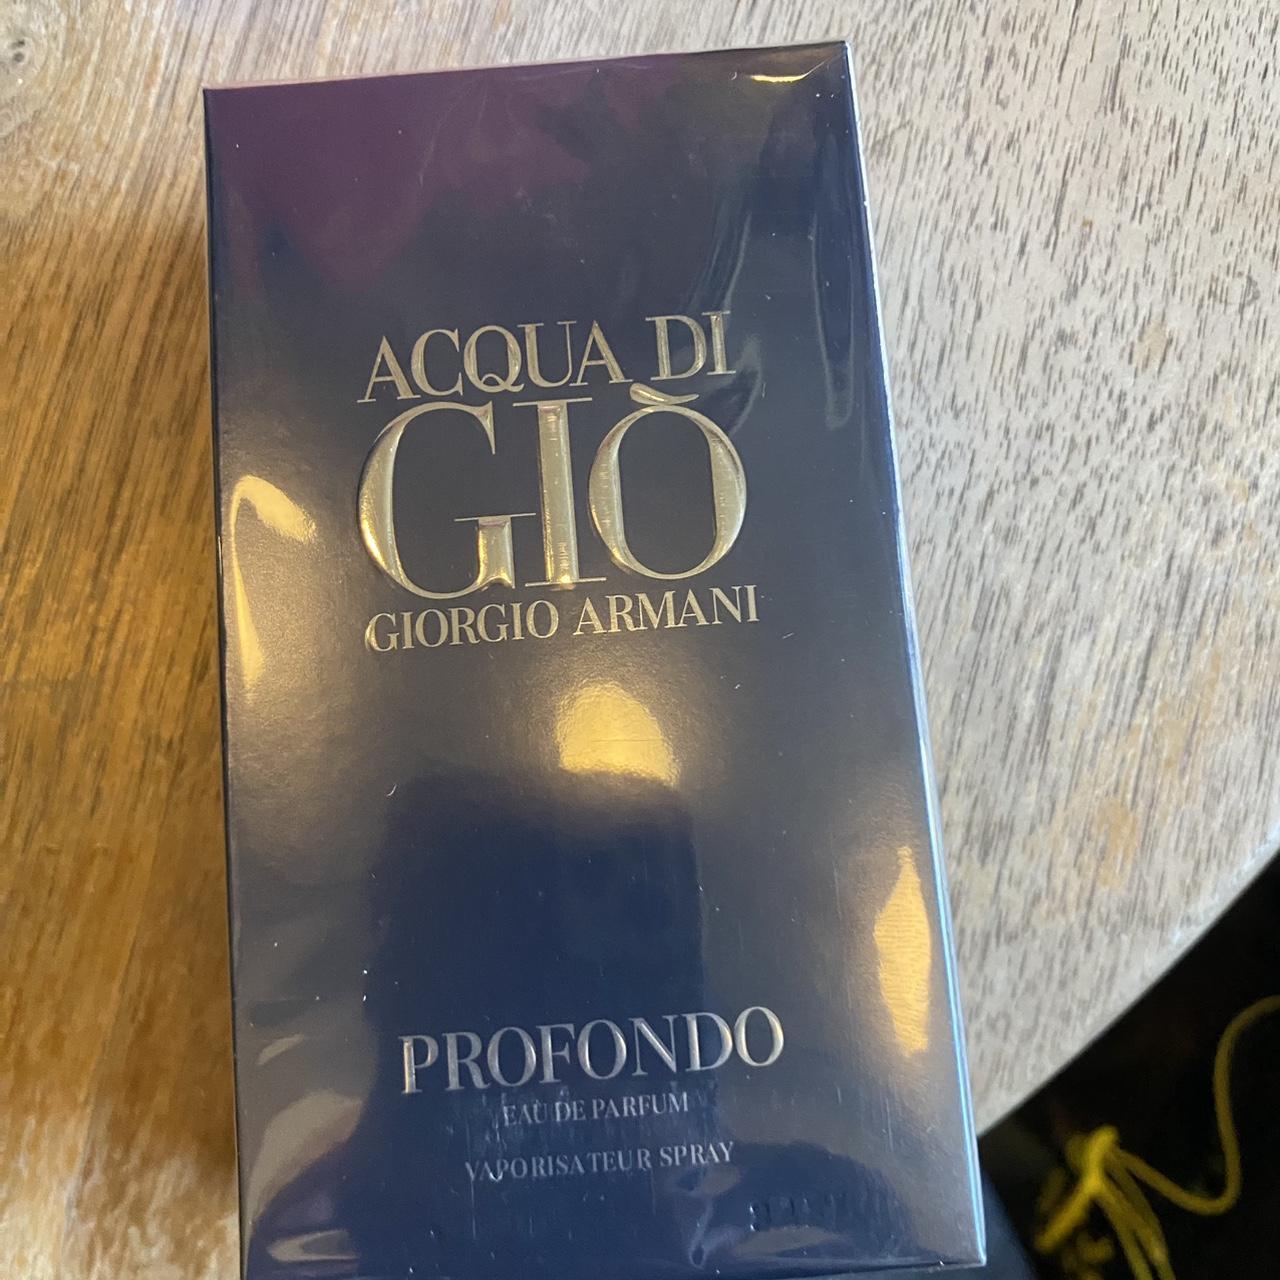 ACQUA DI
GIÒ
GIORGIO ARMANI
PROFONDO
EAU DE PARFUM
VAPORISATEUR SPRAY